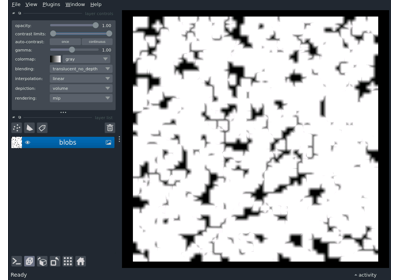 File View Plugins Window Help
opacity: 1.00
contrast limits:
auto-contrast: once continuous
gamma: 1.00
colormap: gray
blending: translucent_no_depth
interpolation: linear
depiction: volume
rendering: mip
blobs
Ready
activity